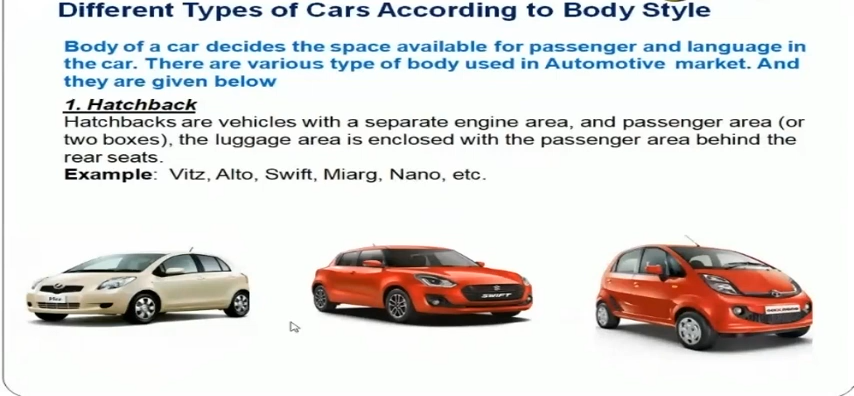 Different Types of Cars According to Body Style
Body of a car decides the space available for passenger and language in
the car. There are various type of body used in Automotive market. And
they are given below
1. Hatchback
Hatchbacks are vehicles with a separate engine area, and passenger area (or
two boxes), the luggage area is enclosed with the passenger area behind the
rear seats.
Example: Vitz, Alto, Swift, Miarg, Nano, etc.
SWIFT